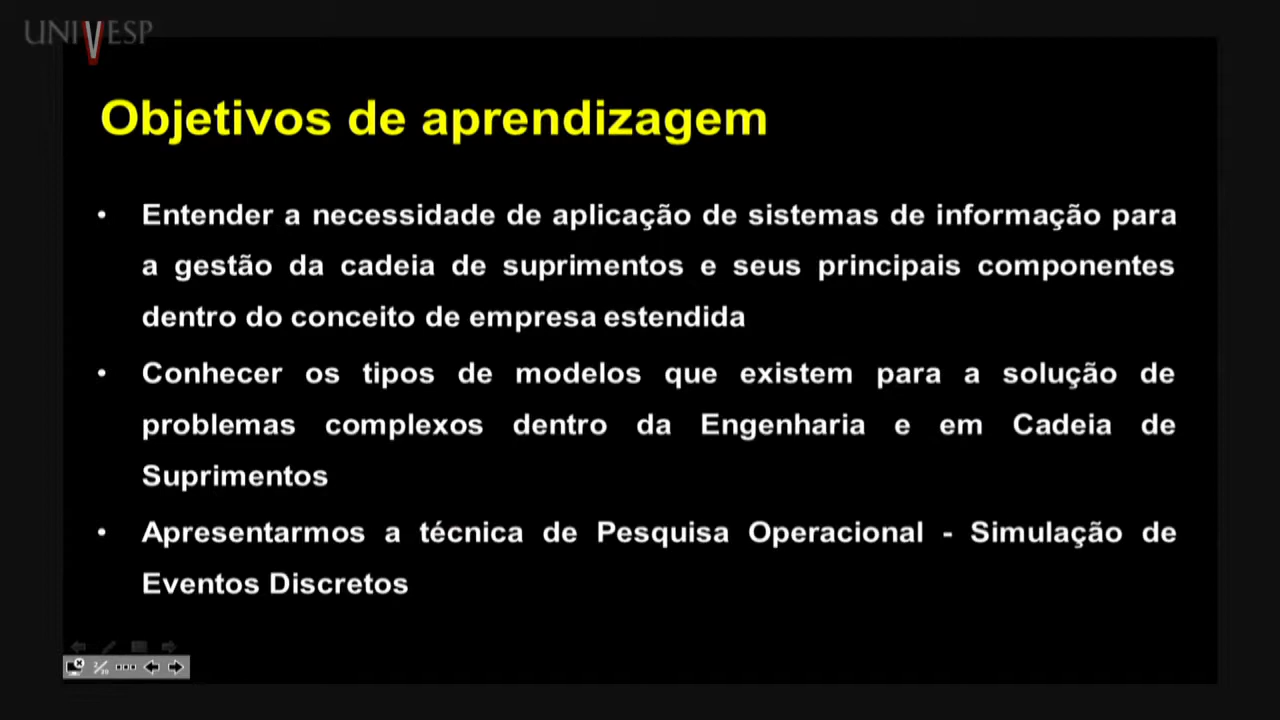 UNIVESP
Objetivos de aprendizagem
• Entender a necessidade de aplicação de sistemas de informação para
a gestão da cadeia de suprimentos e seus principais componentes
dentro do conceito de empresa estendida
• Conhecer os tipos de modelos que existem para a solução de
problemas complexos dentro da Engenharia e em Cadeia de
Suprimentos
• Apresentarmos a técnica de Pesquisa Operacional - Simulação de
Eventos Discretos